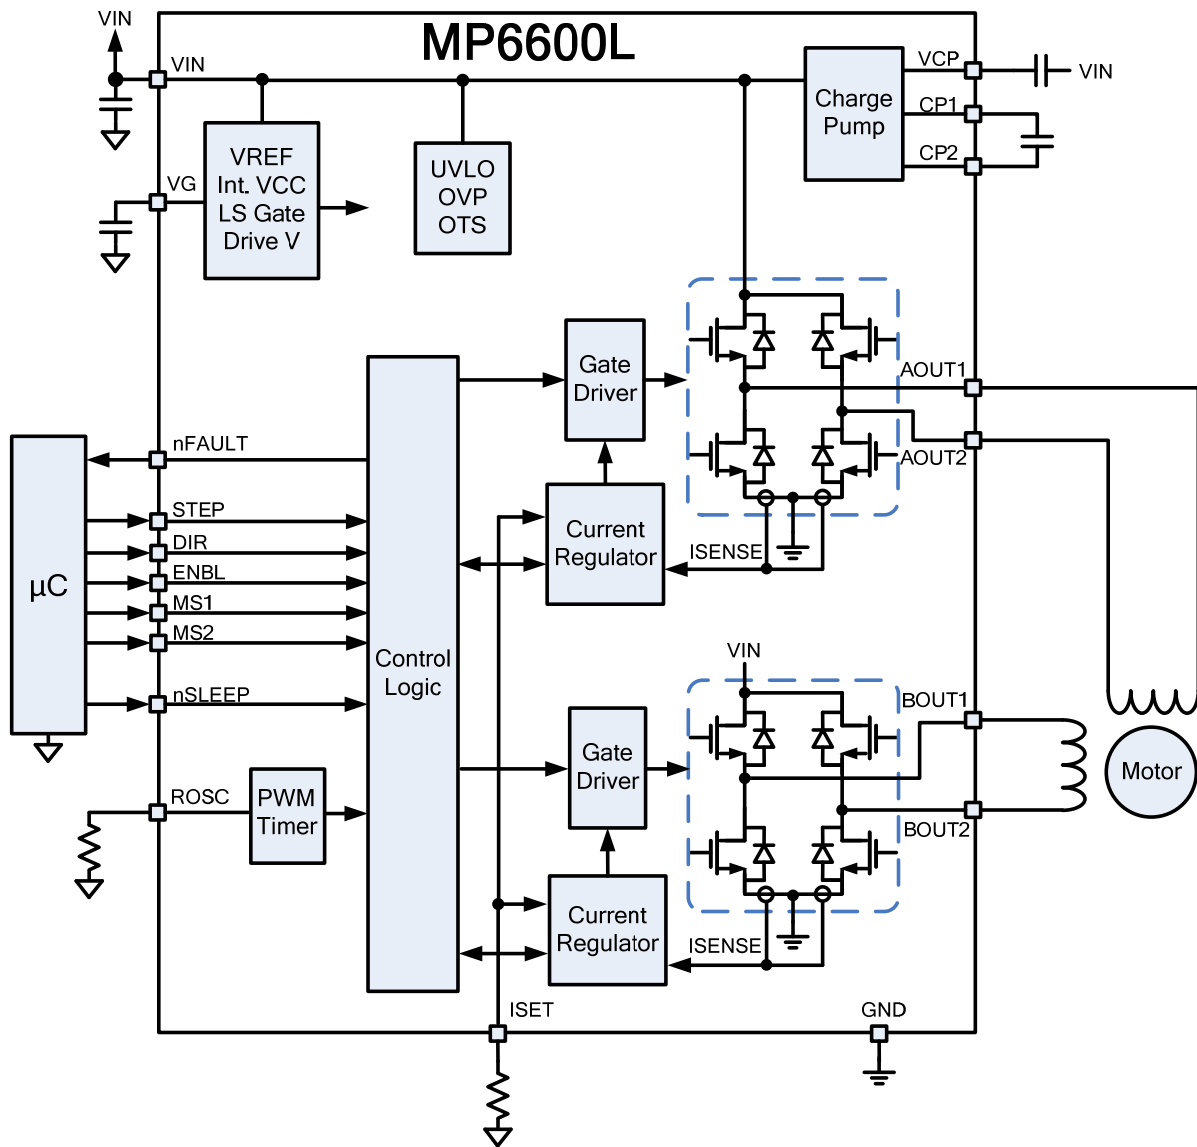 MP6600L
VIN
VIN
VCP
VIN
Charge
Pump
CP1
CP2
VREF
Int. VCC
LS Gate
Drive V
UVLO
OVP
OTS
VG
Gate
Driver
AOUT1
AOUT2
nFAULT
STEP
DIR
ENBL
MS1
MS2
nSLEEP
µC
Current
Regulator
ISENSE
Control
Logic
VIN
BOUT1
BOUT2
Gate
Driver
Motor
ROSC
PWM
Timer
Current
Regulator
ISENSE
ISET
GND